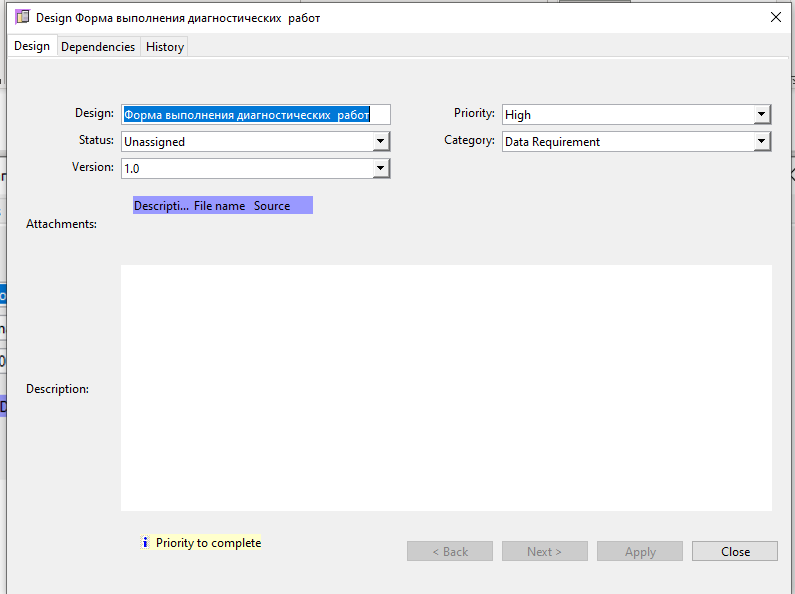 Design Форма выполнения диагностических  работ
Design Dependencies History
Design: Форма выполнения диагностических  работ Priority: High
Status: Unassigned Category: Data Requirement
Version: 1.0
Descripti... File name Source
Attachments:
Description:
i Priority to complete
< Back Next > Apply Close